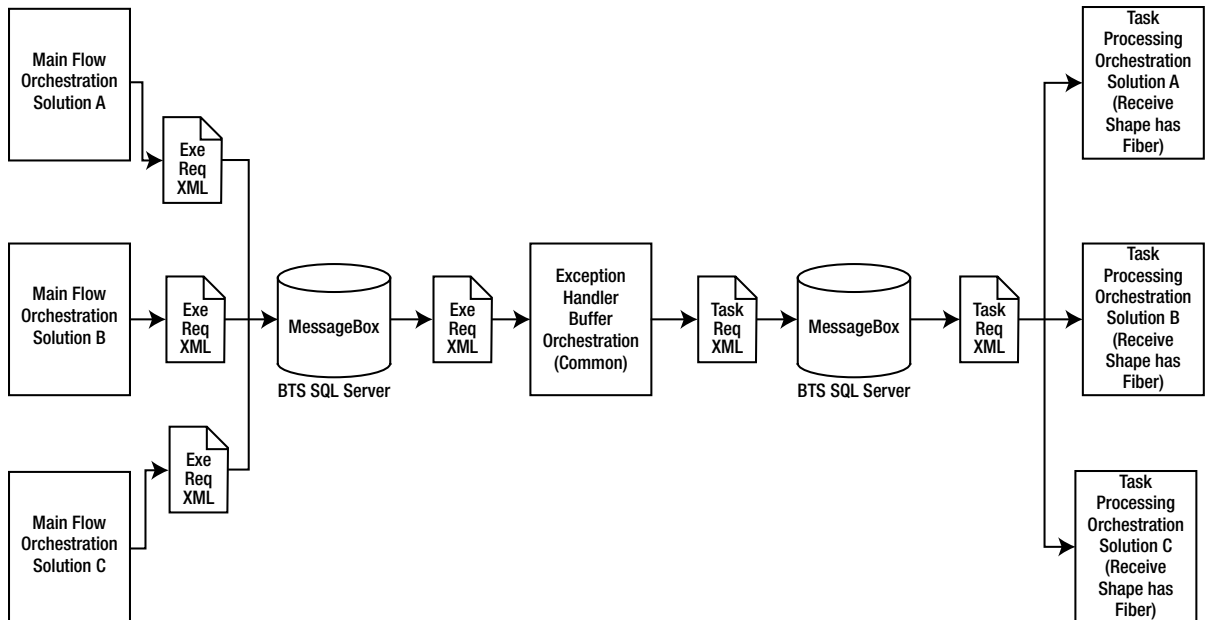 Main Flow
Orchestration
Solution A
Exe
Req
XML
Main Flow
Orchestration
Solution B
Exe
Req
XML
Main Flow
Orchestration
Solution C
Exe
Req
XML
MessageBox
BTS SQL Server
Exe
Req
XML
Exception
Handler
Buffer
Orchestration
(Common)
Task
Req
XML
MessageBox
BTS SQL Server
Task
Req
XML
Task
Processing
Orchestration
Solution A
(Receive
Shape has
Fiber)
Task
Processing
Orchestration
Solution B
(Receive
Shape has
Fiber)
Task
Processing
Orchestration
Solution C
(Receive
Shape has
Fiber)